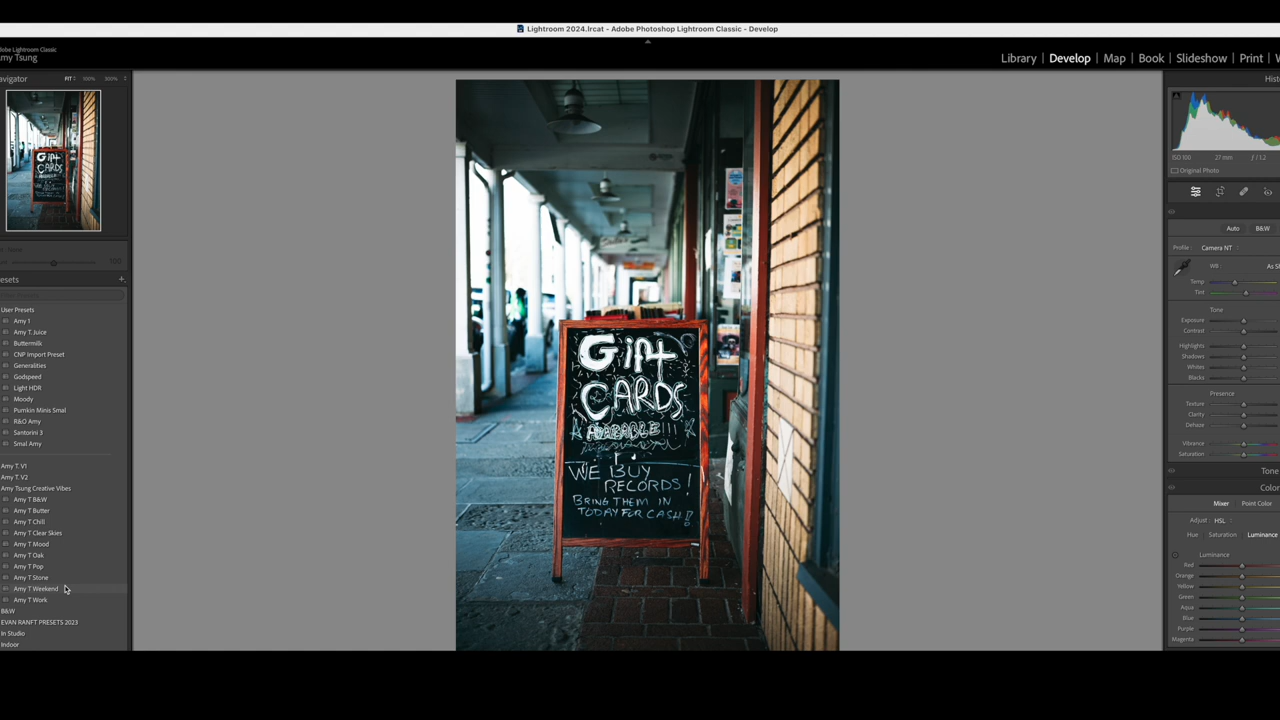 Lightroom 2024.lrcat - Adobe Photoshop Lightroom Classic - Develop
dobe Lightroom Classic
my Tsung
Library | Develop | Map | Book | Slideshow | Print | W
avigator
FIT
100%
300%
Hist
ISO 100
27 mm
ƒ / 1.2
Original Photo
100
esets
+
User Presets
Amy 1
Amy T. Juice
Buttermilk
CNP Import Preset
Generalities
Godspeed
Light HDR
Moody
Pumkin Minis Smal
R&O Amy
Santorini 3
Smal Amy
Amy T. V1
Amy T. V2
Amy Tsung Creative Vibes
Amy T B&W
Amy T Butter
Amy T Chill
Amy T Clear Skies
Amy T Mood
Amy T Oak
Amy T Pop
Amy T Stone
Amy T Weekend
Amy T Work
B&W
EVAN RANFT PRESETS 2023
In Studio
Indoor
GiFt
CARDS
AVAILABLE!!!
WE BUY
RECORDS!
BRING THEM IN
TODAY FOR CASH!
Auto
B&W
Profile :
Camera NT
WB :
As S
Temp
Tint
Tone
Exposure
Contrast
Highlights
Shadows
Whites
Blacks
Presence
Texture
Clarity
Dehaze
Vibrance
Saturation
Tone
Color
Mixer
Point Color
Adjust :
HSL
Hue
Saturation
Luminance
Luminance
Red
Orange
Yellow
Green
Aqua
Blue
Purple
Magenta